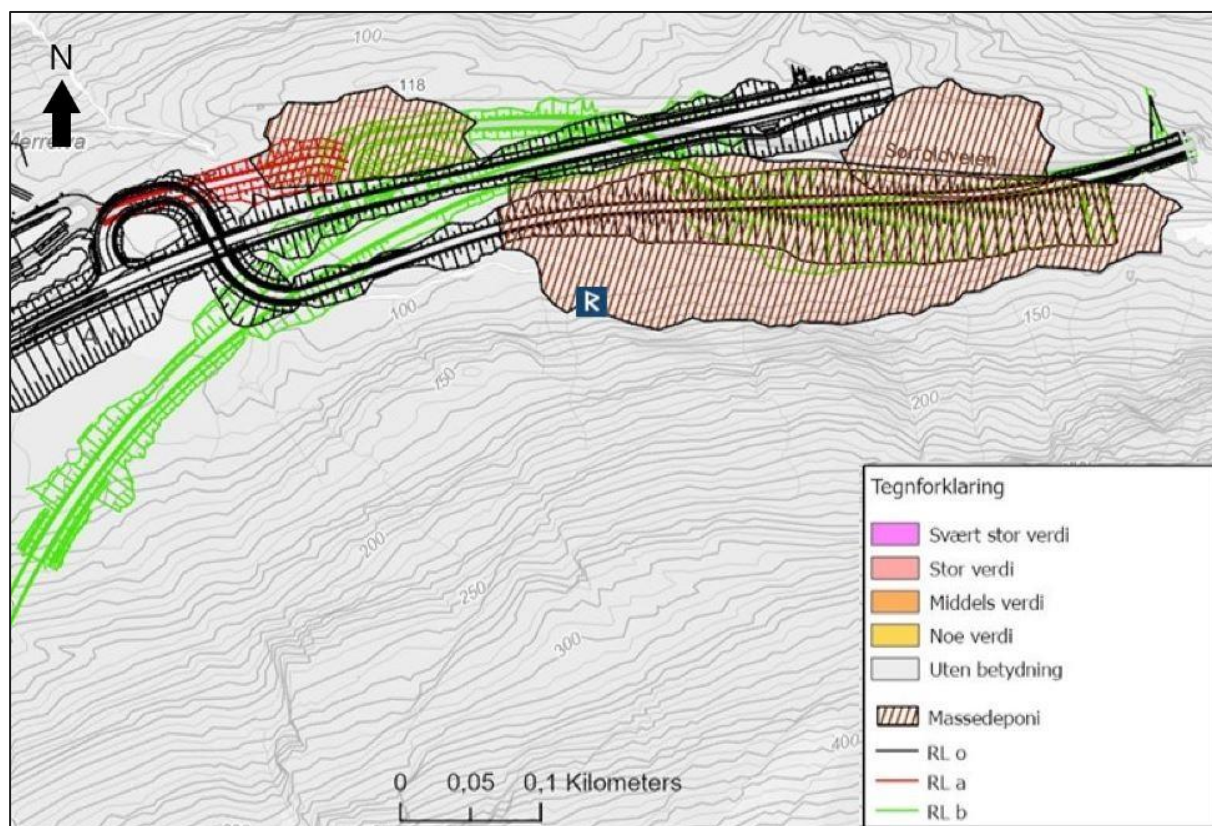 N
100
118
Sørfoldveien
100
150
150
200
200
250
300
400
0 0,05 0,1 Kilometers
Tegnforklaring
Svært stor verdi
Stor verdi
Middels verdi
Noe verdi
Uten betydning
Massedeponi
RL o
RL a
RL b